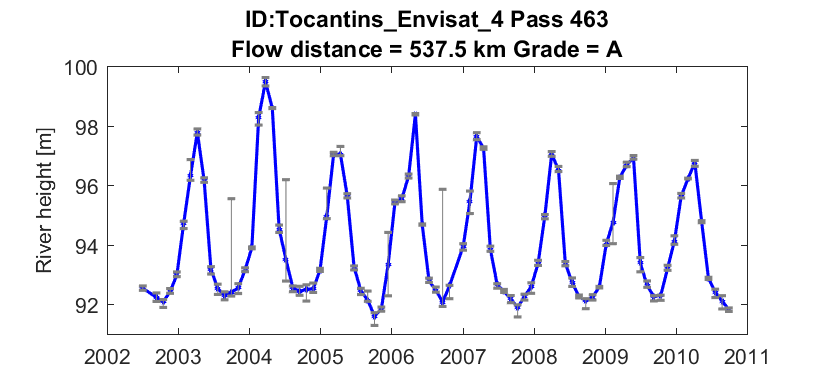 ID:Tocantins_Envisat_4 Pass 463
Flow distance = 537.5 km Grade = A
River height [m]
100
98
96
94
92
2002 2003 2004 2005 2006 2007 2008 2009 2010 2011